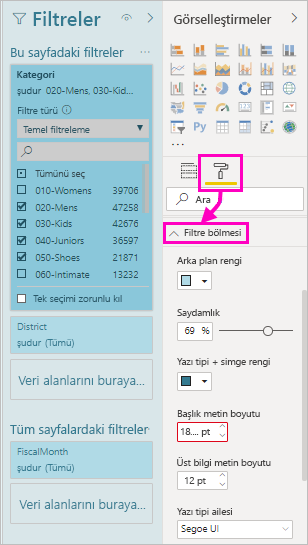 Filtreler
Bu sayfadaki filtreler ...
Kategori
şudur 020-Mens, 030-Kid...
Filtre türü
Temel filtreleme
Tümünü seç
010-Womens 39706
020-Mens 47258
030-Kids 42676
040-Juniors 36597
050-Shoes 21871
060-Intimate 13232
Tek seçimi zorunlu kıl
District
şudur (Tümü)
Veri alanlarını buraya...
Tüm sayfalardaki filtreler
FiscalMonth
şudur (Tümü)
Veri alanlarını buraya...
Görselleştirmeler
R
Py
...
Ara
Filtre bölmesi
Arka plan rengi
Saydamlık
69 %
Yazı tipi + simge rengi
Başlık metin boyutu
18.... pt
Üst bilgi metin boyutu
12 pt
Yazı tipi ailesi
Segoe UI